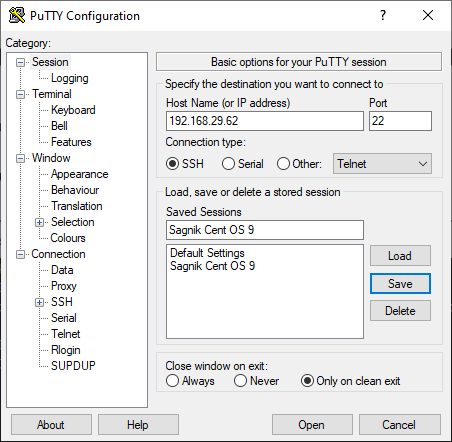 PuTTY Configuration
?
Category:
Session
Logging
Terminal
Keyboard
Bell
Features
Window
Appearance
Behaviour
Translation
Selection
Colours
Connection
Data
Proxy
SSH
Serial
Telnet
Rlogin
SUPDUP
Basic options for your PuTTY session
Specify the destination you want to connect to
Host Name (or IP address) Port
192.168.29.62 22
Connection type:
SSH Serial Other: Telnet
Load, save or delete a stored session
Saved Sessions
Sagnik Cent OS 9
Default Settings
Sagnik Cent OS 9
Load
Save
Delete
Close window on exit:
Always Never Only on clean exit
About Help Open Cancel